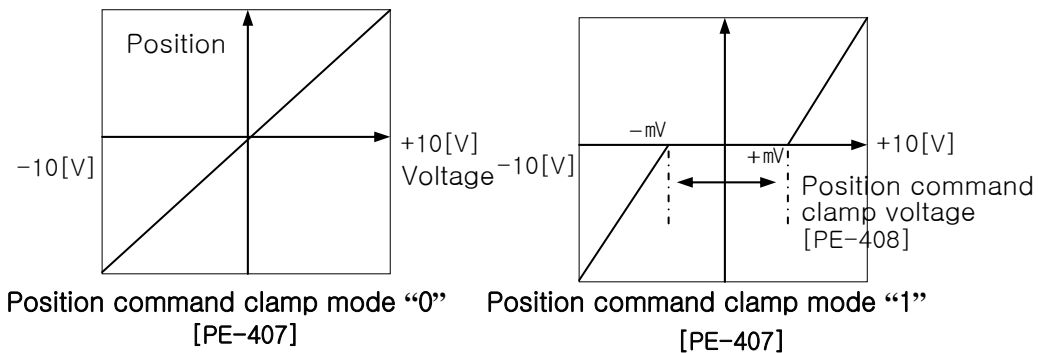 Position
-10[V]
+10[V]
Voltage
Position command clamp mode “0”
[PE-407]
-mV
+mV
-10[V]
+10[V]
Position command
clamp voltage
[PE-408]
Position command clamp mode “1”
[PE-407]